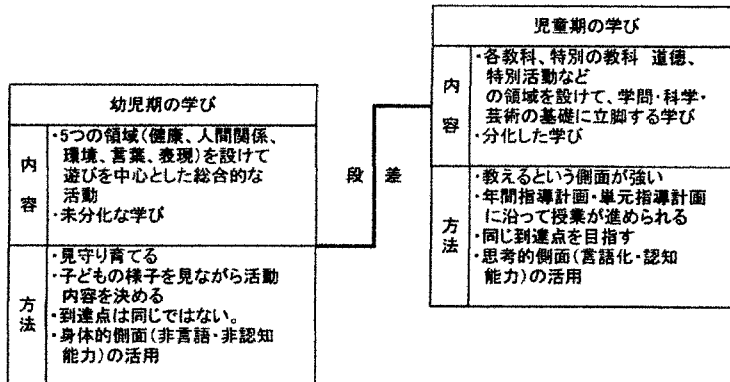 幼児期の学び
内容
・5つの領域(健康、人間関係、
環境、言葉、表現)を設けて
遊びを中心とした総合的な
活動
・未分化な学び
方法
・見守り育てる
・子どもの様子を見ながら活動
内容を決める
・到達点は同じではない。
・身体的側面(非言語・非認知
能力)の活用
段差
児童期の学び
内容
・各教科、特別の教科 道徳、
特別活動など
の領域を設けて、学問・科学・
芸術の基礎に立脚する学び
・分化した学び
方法
・教えるという側面が強い
・年間指導計画・単元指導計画
に沿って授業が進められる
・同じ到達点を目指す
・思考的側面(言語化・認知
能力)の活用